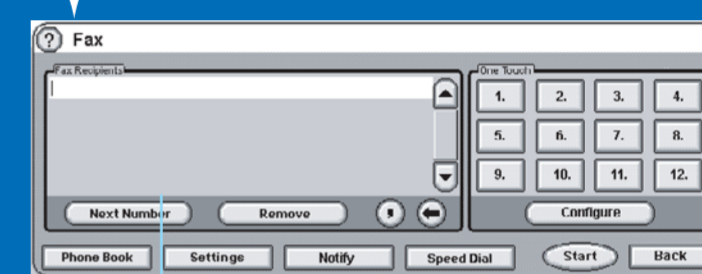 ? Fax
Fax Recipients
One Touch
1. 2. 3. 4.
5. 6. 7. 8.
9. 10. 11. 12.
Next Number Remove , Configure
Phone Book Settings Notify Speed Dial Start Back